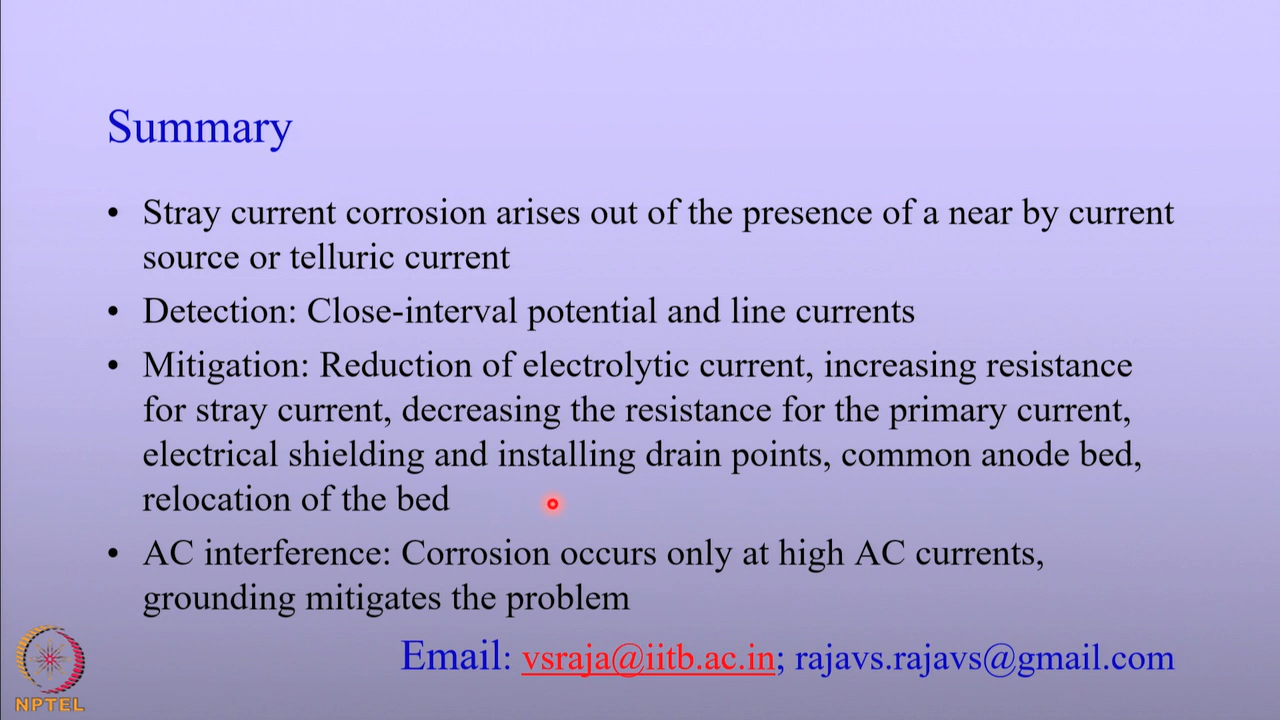 Summary
• Stray current corrosion arises out of the presence of a near by current
source or telluric current
• Detection: Close-interval potential and line currents
• Mitigation: Reduction of electrolytic current, increasing resistance
for stray current, decreasing the resistance for the primary current,
electrical shielding and installing drain points, common anode bed,
relocation of the bed
• AC interference: Corrosion occurs only at high AC currents,
grounding mitigates the problem
Email: vsraja@iitb.ac.in; rajavs.rajavs@gmail.com
NPTEL